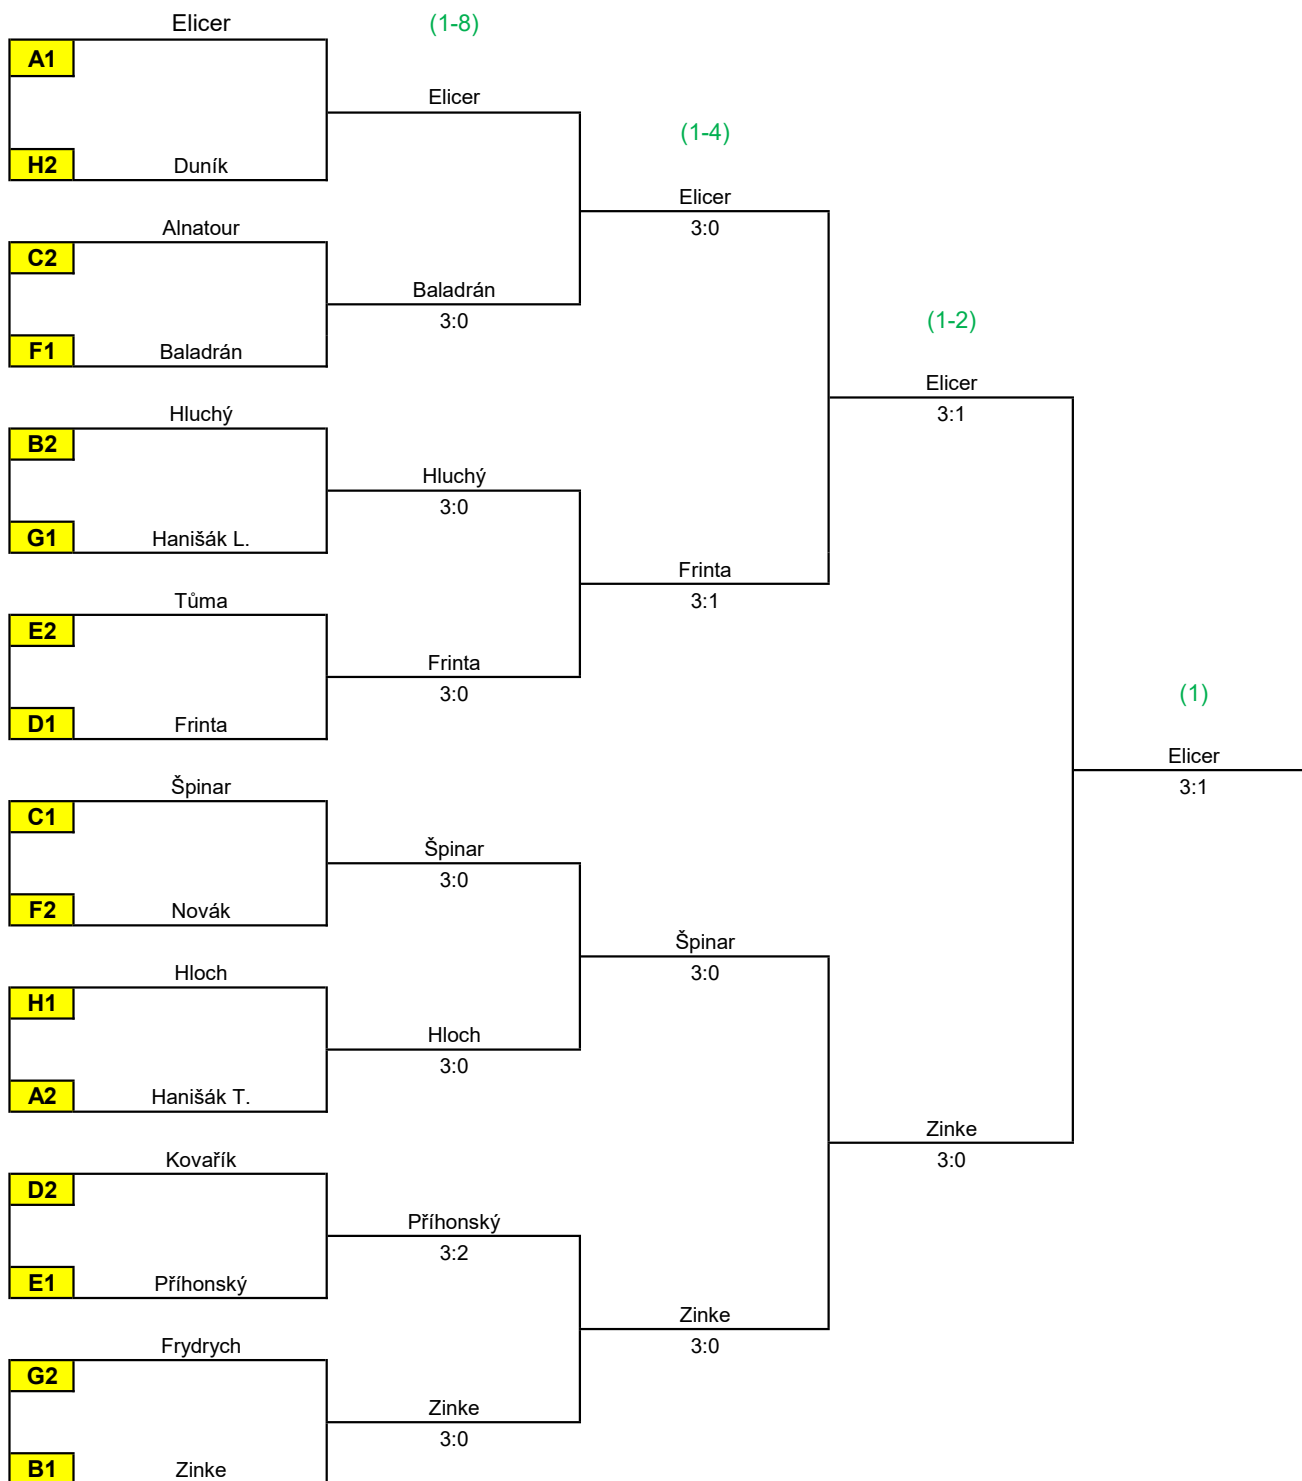 Elicer
(1-8)
A1
Elicer
(1-4)
H2
Duník
Elicer
3:0
Alnatour
C2
Baladrán
3:0
(1-2)
F1
Baladrán
Elicer
3:1
Hluchý
B2
Hluchý
3:0
G1
Hanišák L.
Frinta
3:1
Tůma
E2
Frinta
3:0
(1)
D1
Frinta
Elicer
3:1
Špinar
C1
Špinar
3:0
F2
Novák
Špinar
3:0
Hloch
H1
Hloch
3:0
A2
Hanišák T.
Zinke
3:0
Kovařík
D2
Příhonský
3:2
E1
Příhonský
Zinke
3:0
Frydrych
G2
Zinke
3:0
B1
Zinke